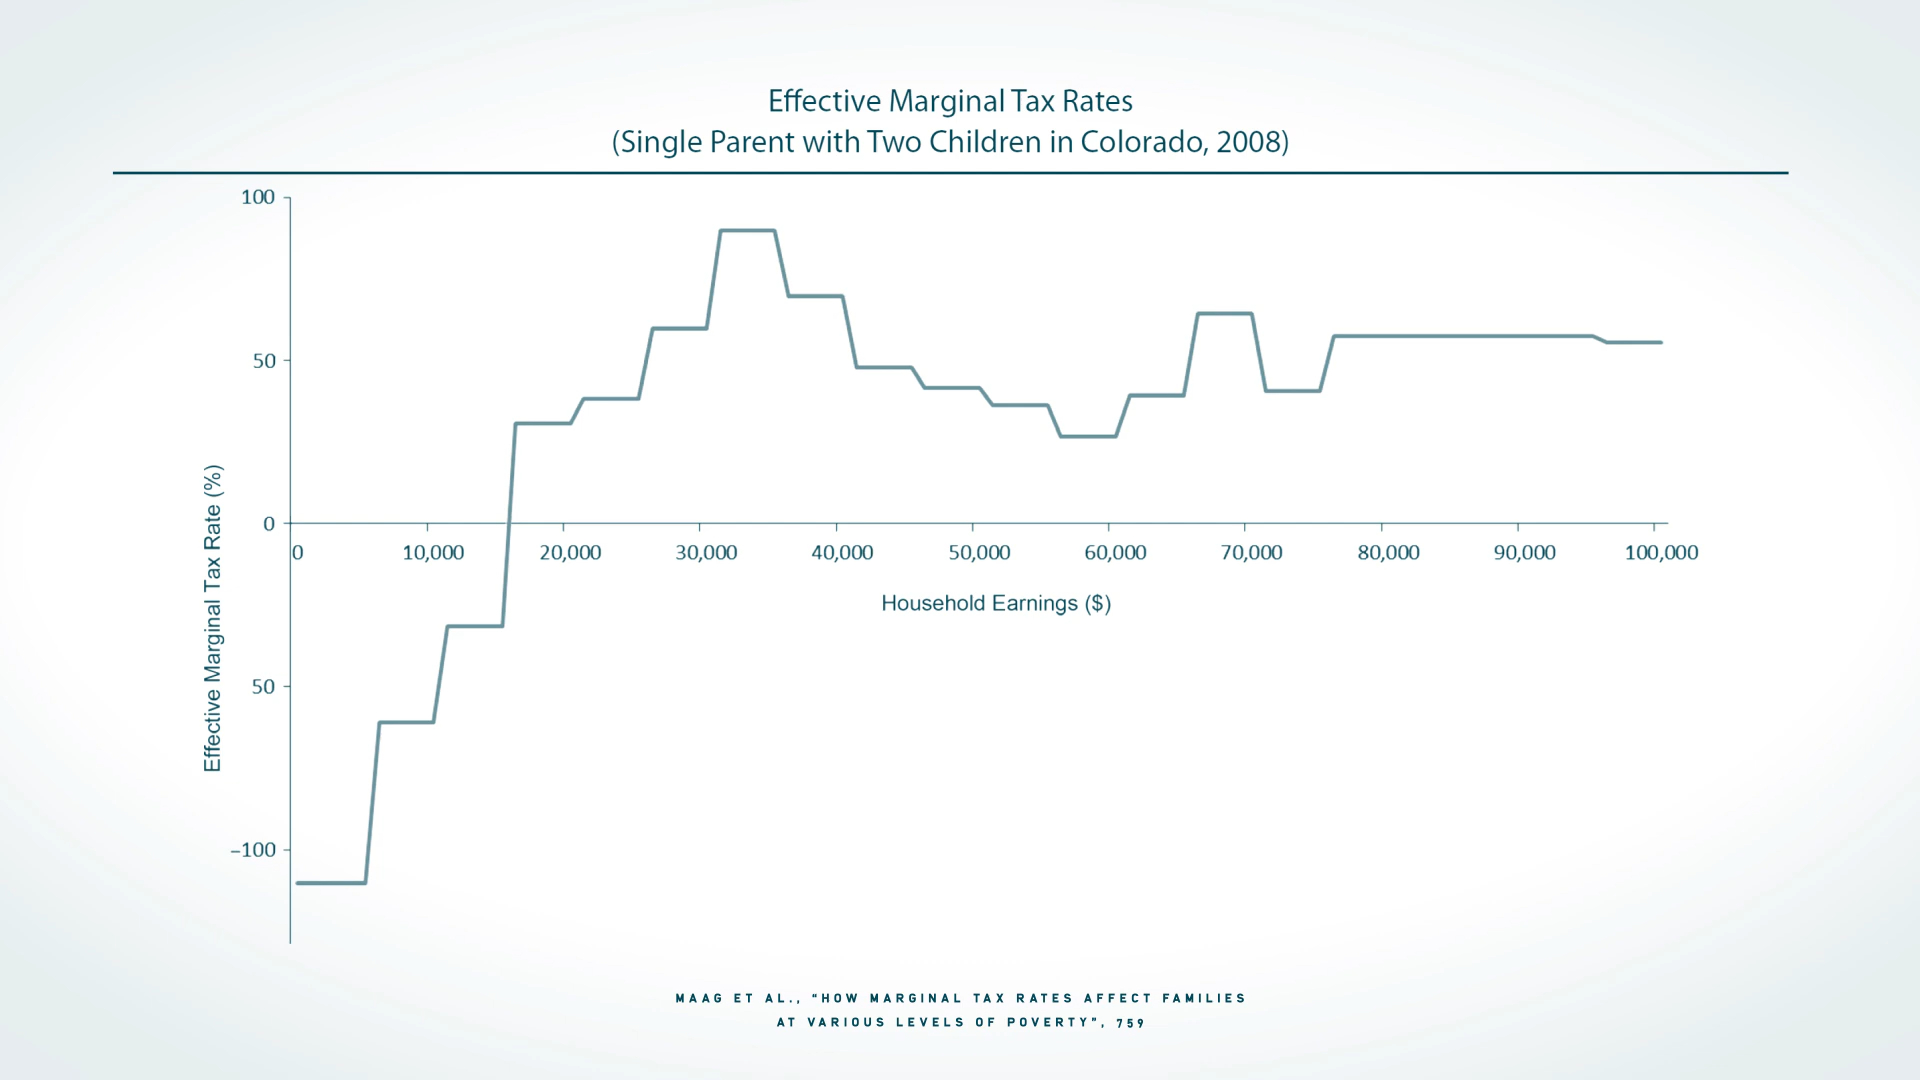 Effective Marginal Tax Rates
(Single Parent with Two Children in Colorado, 2008)
100
50
0
50
–100
Effective Marginal Tax Rate (%)
0 10,000 20,000 30,000 40,000 50,000 60,000 70,000 80,000 90,000 100,000
Household Earnings ($)
MAAG ET AL., "HOW MARGINAL TAX RATES AFFECT FAMILIES
AT VARIOUS LEVELS OF POVERTY", 759